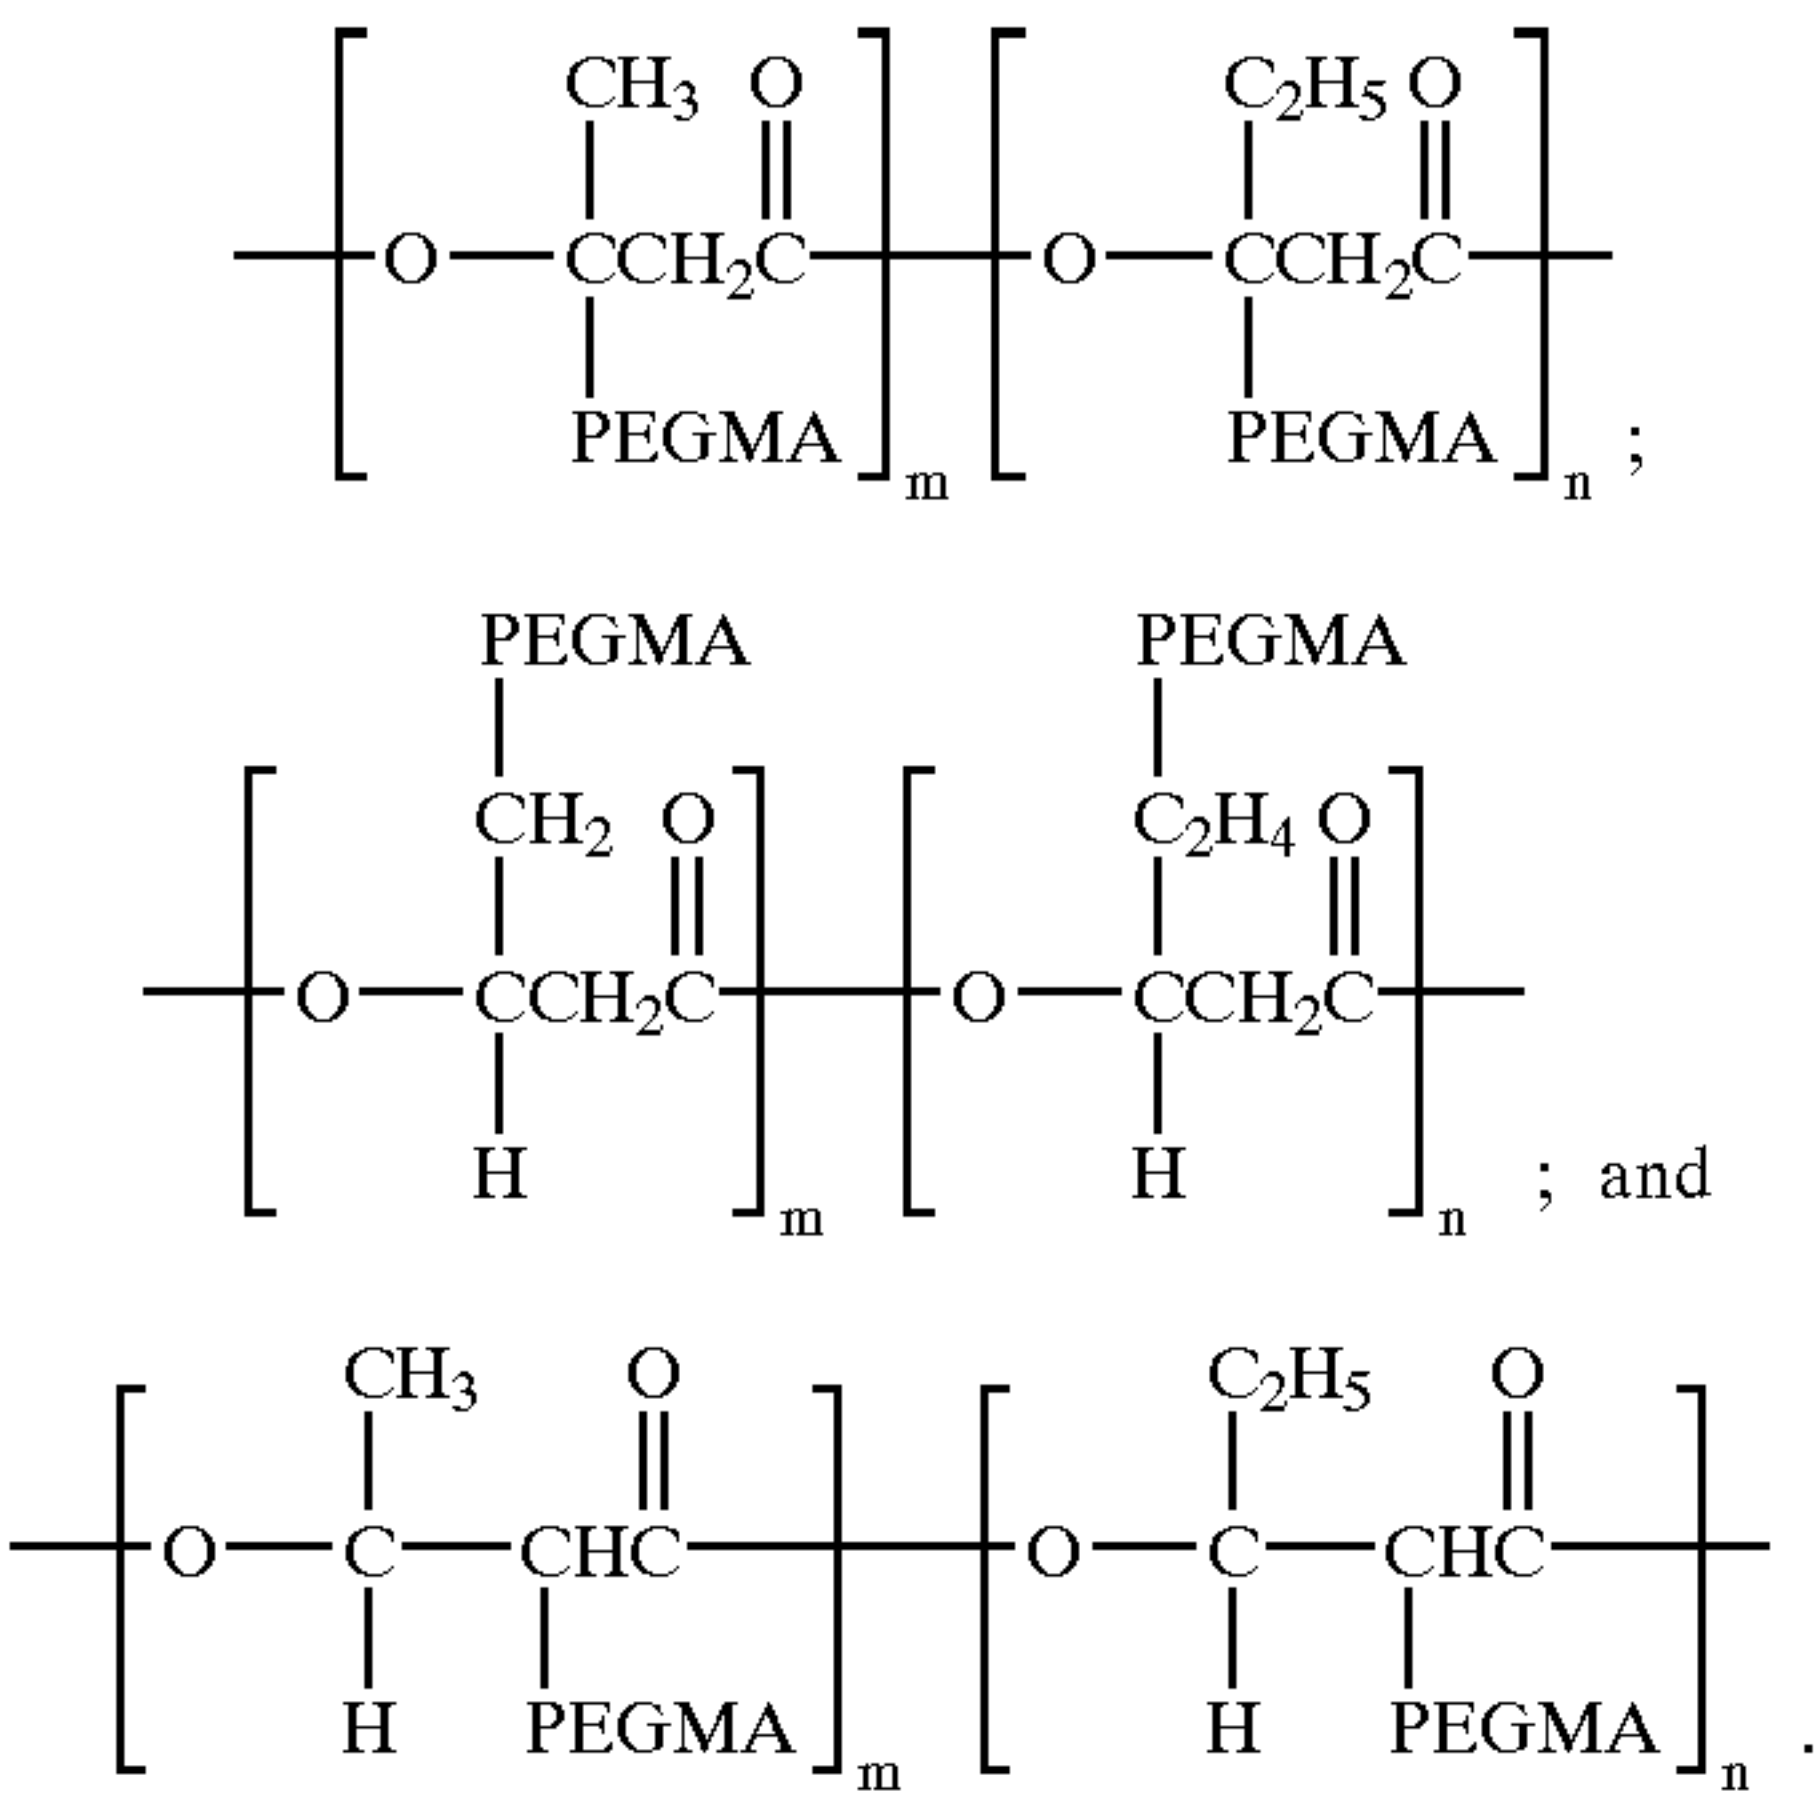 CH3 O C2H5 O
O CCH2C O CCH2C
PEGMA m PEGMA n ;
PEGMA PEGMA
CH2 O C2H4 O
O CCH2C O CCH2C
H m H n ; and
CH3 O C2H5 O
O C CHC O C CHC
H PEGMA m H PEGMA n .